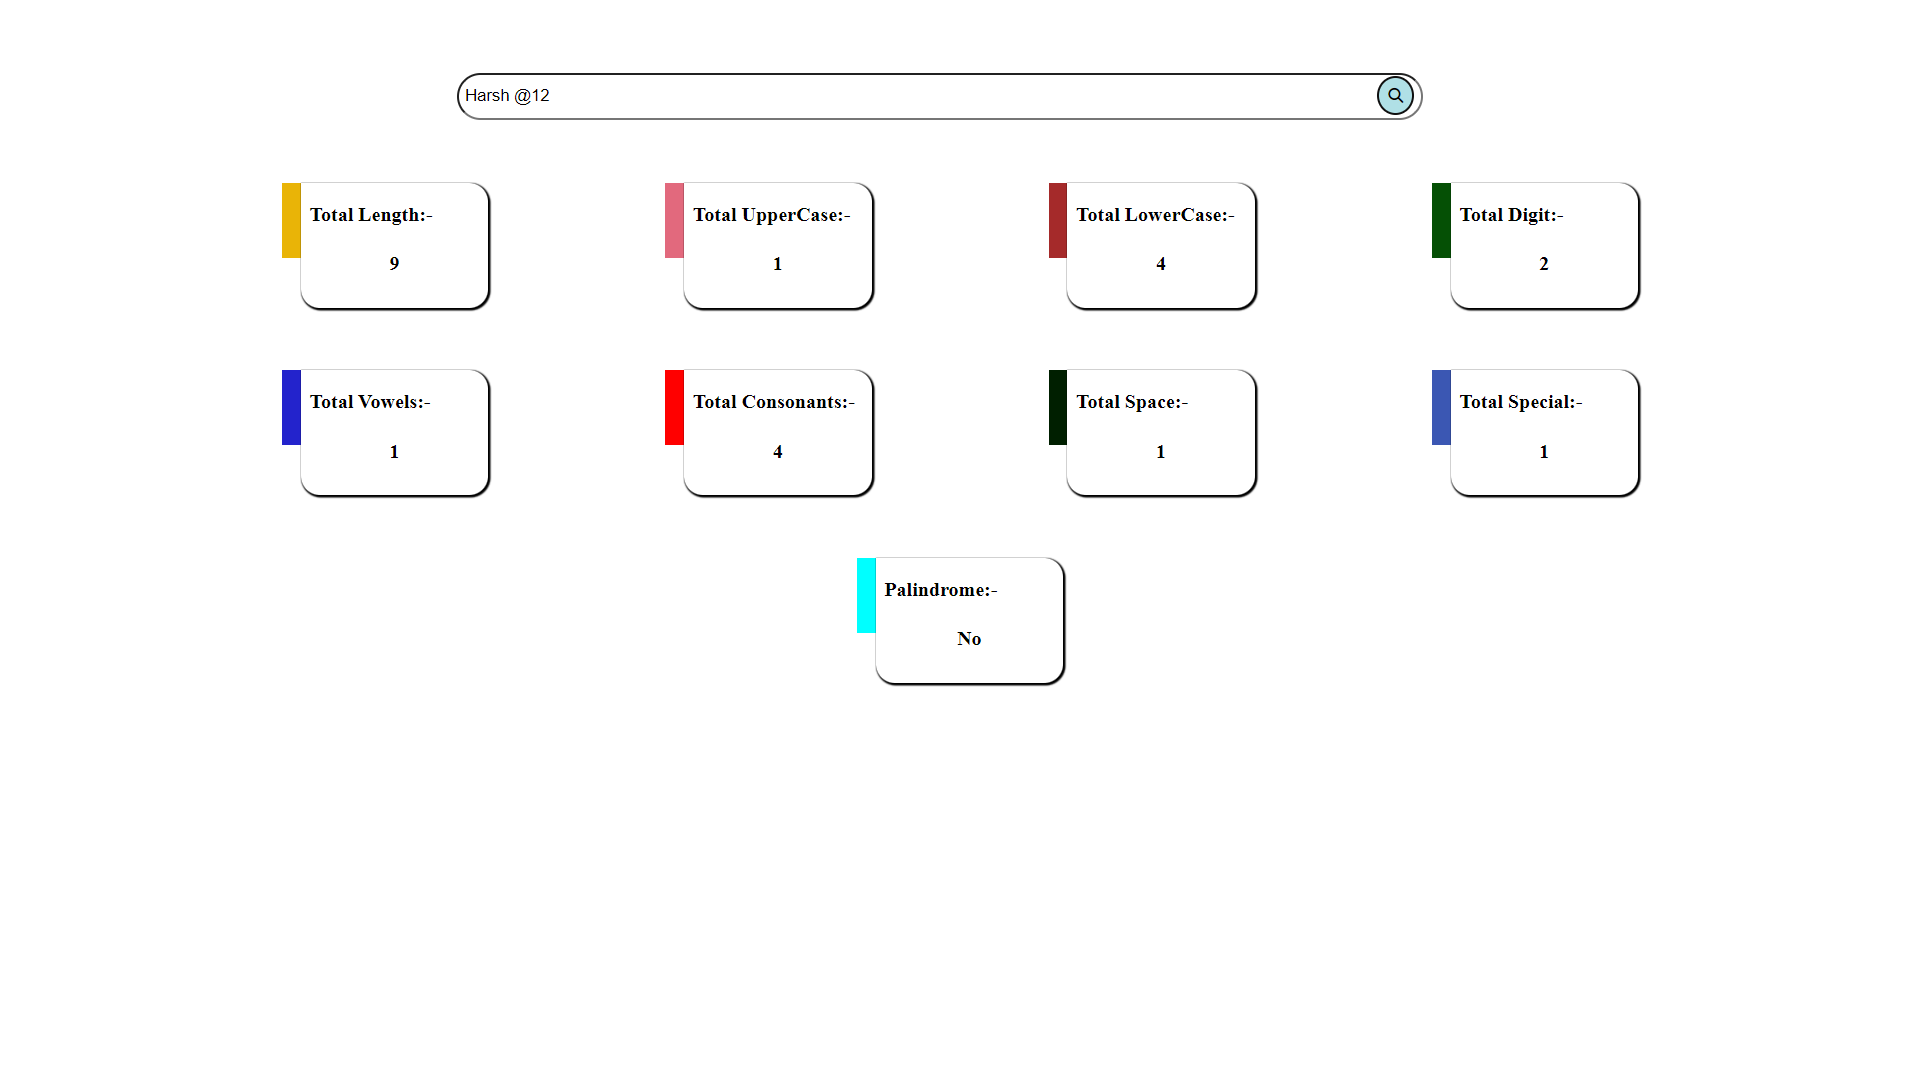 Harsh @12
Total Length:-
9
Total UpperCase:-
1
Total LowerCase:-
4
Total Digit:-
2
Total Vowels:-
1
Total Consonants:-
4
Total Space:-
1
Total Special:-
1
Palindrome:-
No